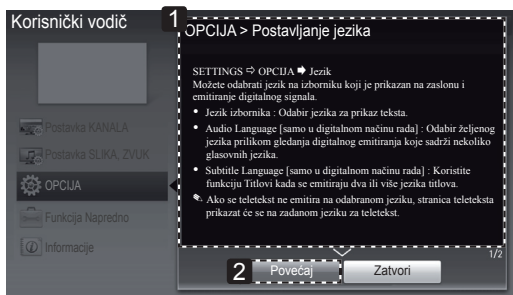 Korisnički vodič
1
OPCIJA > Postavljanje jezika
SETTINGS ⇨ OPCIJA ➡ Jezik
Možete odabrati jezik na izborniku koji je prikazan na zaslonu i
emitiranje digitalnog signala.
• Jezik izbornika : Odabir jezika za prikaz teksta.
• Audio Language [samo u digitalnom načinu rada] : Odabir željenog
jezika prilikom gledanja digitalnog emitiranja koje sadrži nekoliko
glasovnih jezika.
• Subtitle Language [samo u digitalnom načinu rada] : Koristite
funkciju Titlovi kada se emitiraju dva ili više jezika titlova.
✎ Ako se teletekst ne emitira na odabranom jeziku, stranica teleteksta
prikazat će se na zadanom jeziku za teletekst.
Postavka KANALA
Postavka SLIKA, ZVUK
OPCIJA
Funkcija Napredno
Informacije
1/2
2
Povećaj
Zatvori